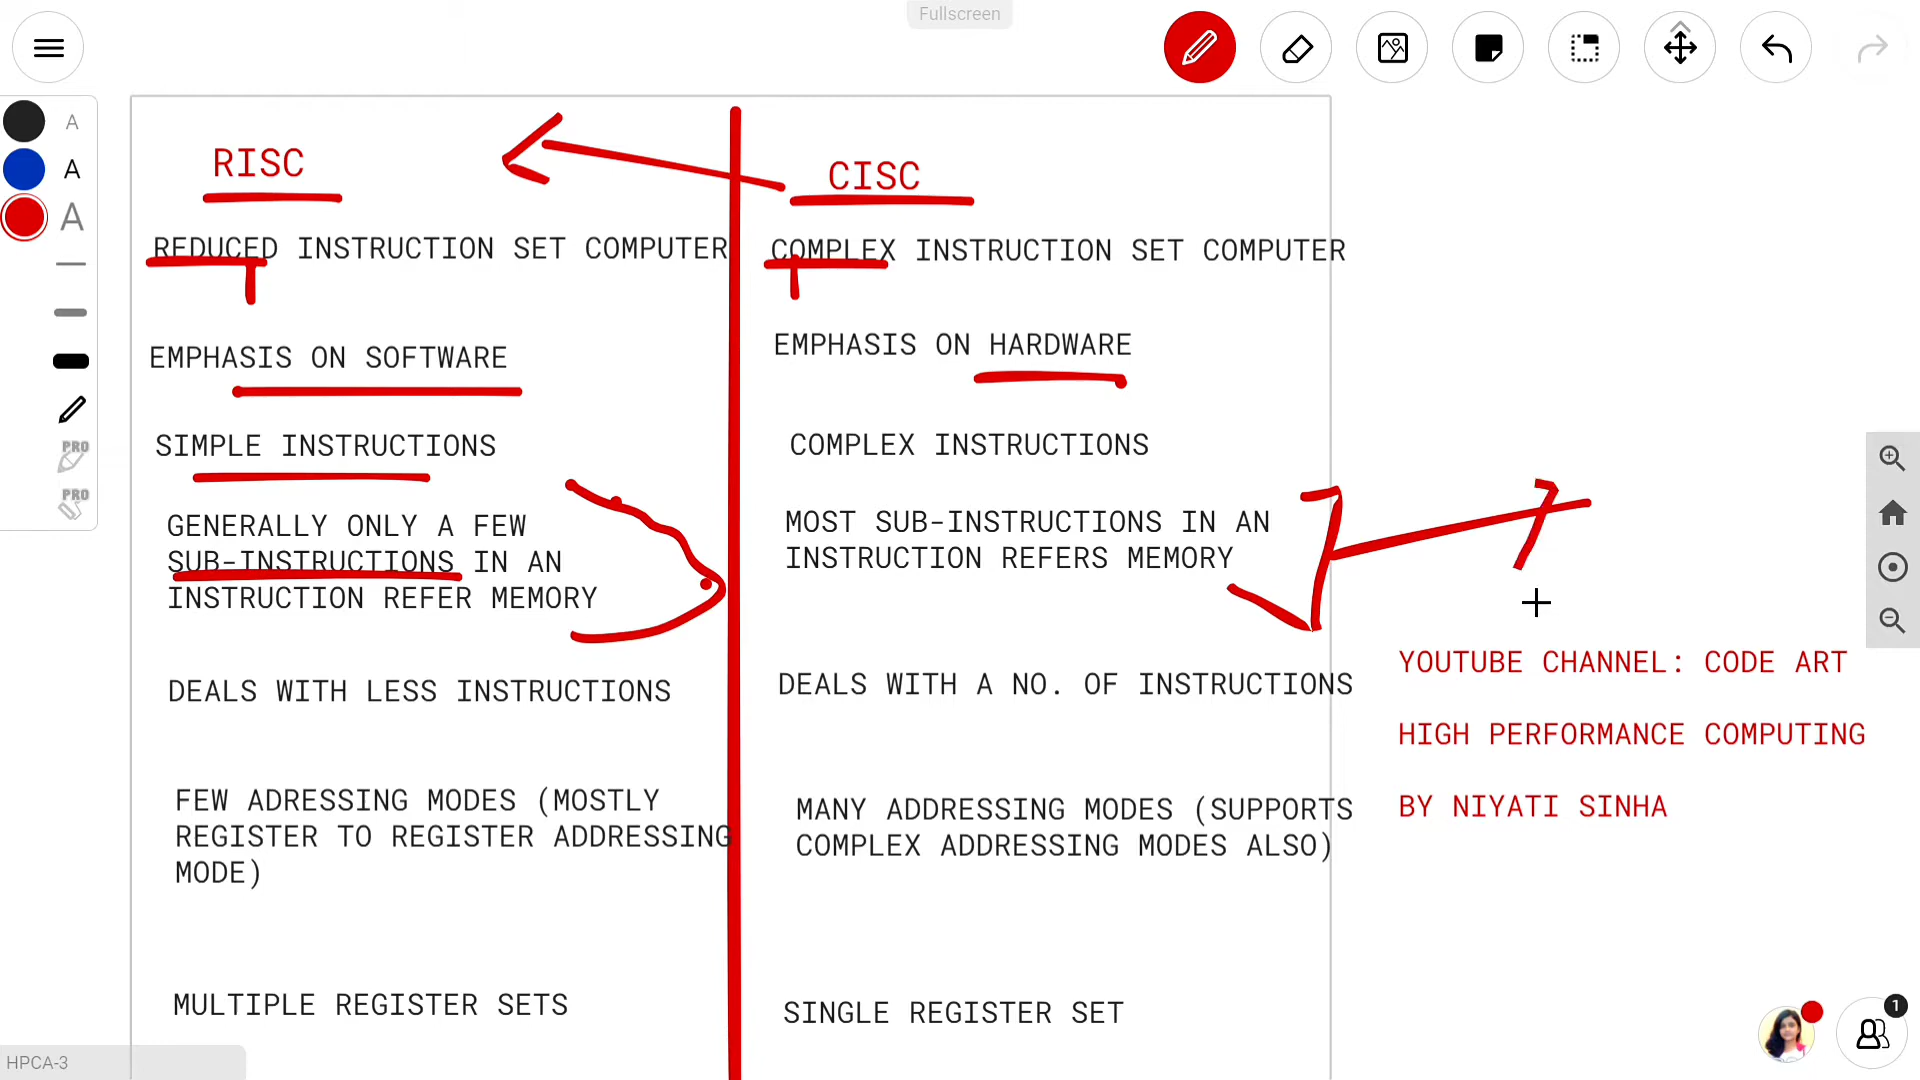 Fullscreen
A
A
A
PRO
PRO
RISC
REDUCED INSTRUCTION SET COMPUTER
EMPHASIS ON SOFTWARE
SIMPLE INSTRUCTIONS
GENERALLY ONLY A FEW
SUB-INSTRUCTIONS IN AN
INSTRUCTION REFER MEMORY
DEALS WITH LESS INSTRUCTIONS
FEW ADRESSING MODES (MOSTLY
REGISTER TO REGISTER ADDRESSING
MODE)
MULTIPLE REGISTER SETS
CISC
COMPLEX INSTRUCTION SET COMPUTER
EMPHASIS ON HARDWARE
COMPLEX INSTRUCTIONS
MOST SUB-INSTRUCTIONS IN AN
INSTRUCTION REFERS MEMORY
DEALS WITH A NO. OF INSTRUCTIONS
MANY ADDRESSING MODES (SUPPORTS
COMPLEX ADDRESSING MODES ALSO)
SINGLE REGISTER SET
YOUTUBE CHANNEL: CODE ART
HIGH PERFORMANCE COMPUTING
BY NIYATI SINHA
1
HPCA-3